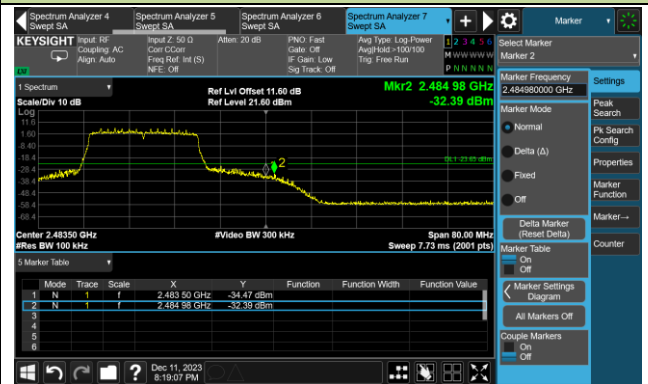 Spectrum Analyzer 4
Swept SA
Spectrum Analyzer 5
Swept SA
Spectrum Analyzer 6
Swept SA
Spectrum Analyzer 7
Swept SA
Marker
KEYSIGHT
Input: RF
Coupling: AC
Align: Auto
Input Z: 50 Ω
Corr CCorr
Freq Ref: Int (S)
NFE: Off
Atten: 20 dB
PNO: Fast
Gate: Off
IF Gain: Low
Sig Track: Off
Avg Type: Log-Power
Avg|Hold >100/100
Trig: Free Run
1 2 3 4 5 6
M W W W W W
P N N N N N
LXI
Select Marker
Marker 2
1 Spectrum
Scale/Div 10 dB
Ref Lvl Offset 11.60 dB
Ref Level 21.60 dBm
Mkr2 2.484 98 GHz
-32.39 dBm
Log
11.6
1.60
-8.40
-18.4
-28.4
-38.4
-48.4
-58.4
-68.4
DL1 -23.65 dBm
2
Center 2.48350 GHz
#Res BW 100 kHz
#Video BW 300 kHz
Span 80.00 MHz
Sweep 7.73 ms (2001 pts)
5 Marker Table
Mode Trace Scale X Y Function Function Width Function Value
1 N 1 f 2.483 50 GHz -34.47 dBm
2 N 1 f 2.484 98 GHz -32.39 dBm
3
4
5
6
Marker Frequency
2.484980000 GHz
Marker Mode
Normal
Delta (Δ)
Fixed
Off
Delta Marker
(Reset Delta)
Marker Table
On
Off
Marker Settings
Diagram
All Markers Off
Couple Markers
On
Off
Settings
Peak
Search
Pk Search
Config
Properties
Marker
Function
Marker→
Counter
?
Dec 11, 2023
8:19:07 PM